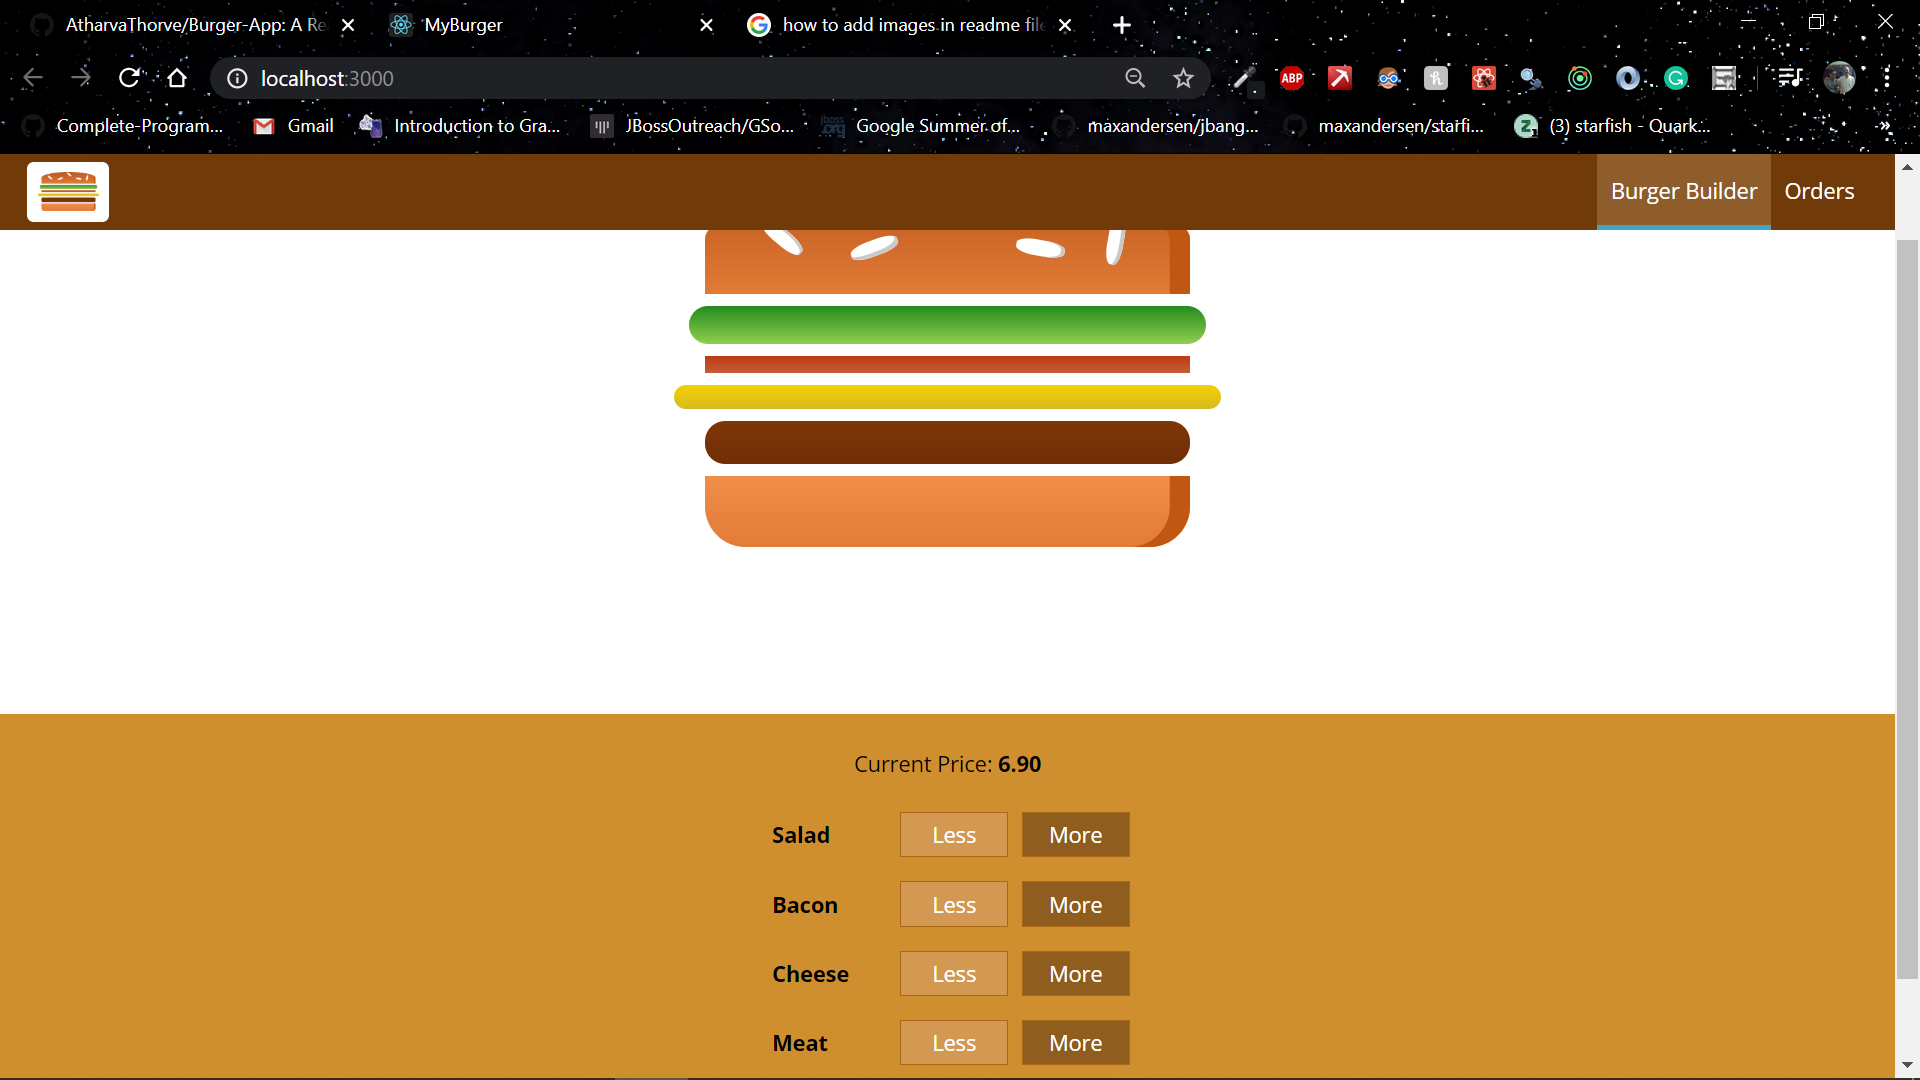 AtharvaThorve/Burger-App: A Re
MyBurger
how to add images in readme file
localhost:3000
ABP
Complete-Program...
Gmail
Introduction to Gra...
JBossOutreach/GSo...
Google Summer of...
maxandersen/jbang...
maxandersen/starfi...
(3) starfish - Quark...
Burger Builder
Orders
Current Price: 6.90
Salad Less More
Bacon Less More
Cheese Less More
Meat Less More